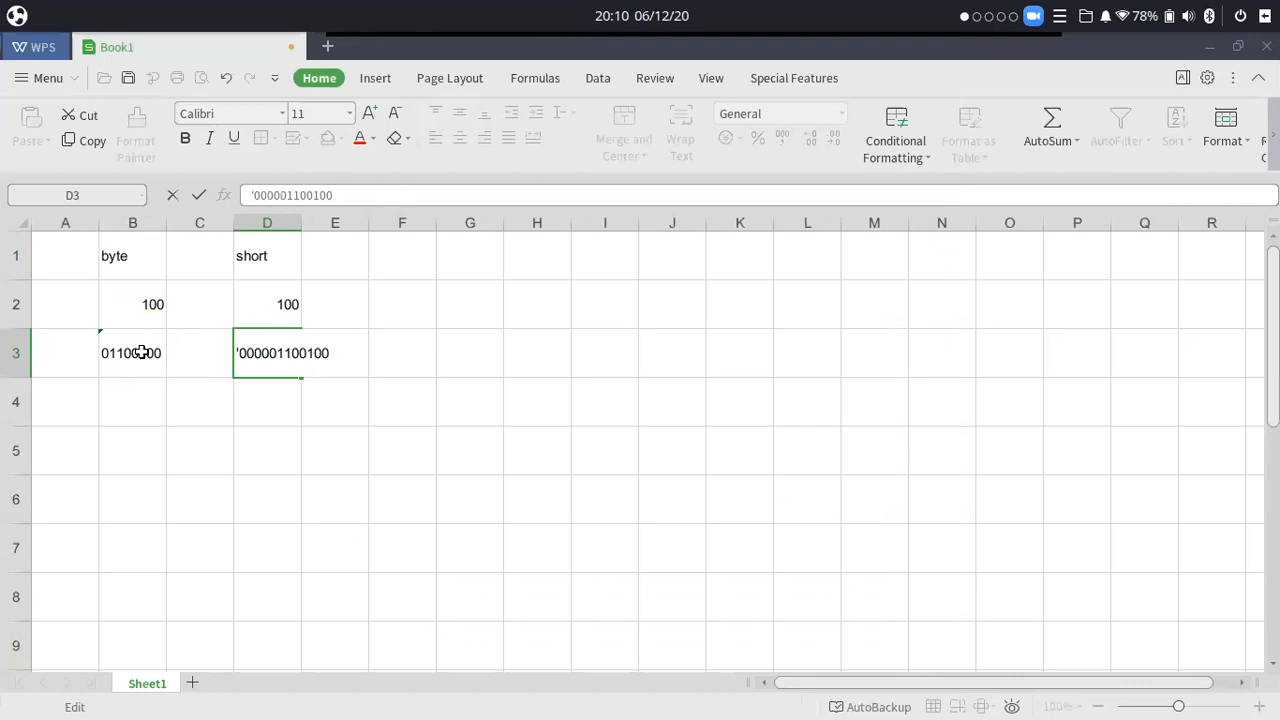 20:10 06/12/20
78%
WPS
Book1
Menu
Home
Insert
Page Layout
Formulas
Data
Review
View
Special Features
Paste
Cut
Copy
Format Painter
Calibri
11
Merge and Center
Wrap Text
General
Conditional Formatting
Format as Table
AutoSum
AutoFilter
Sort
Format
D3
'000001100100
A B C D E F G H I J K L M N O P Q R
1 byte short
2 100 100
3 '000001100100
4
5
6
7
8
9
Sheet1
Edit
AutoBackup
100%